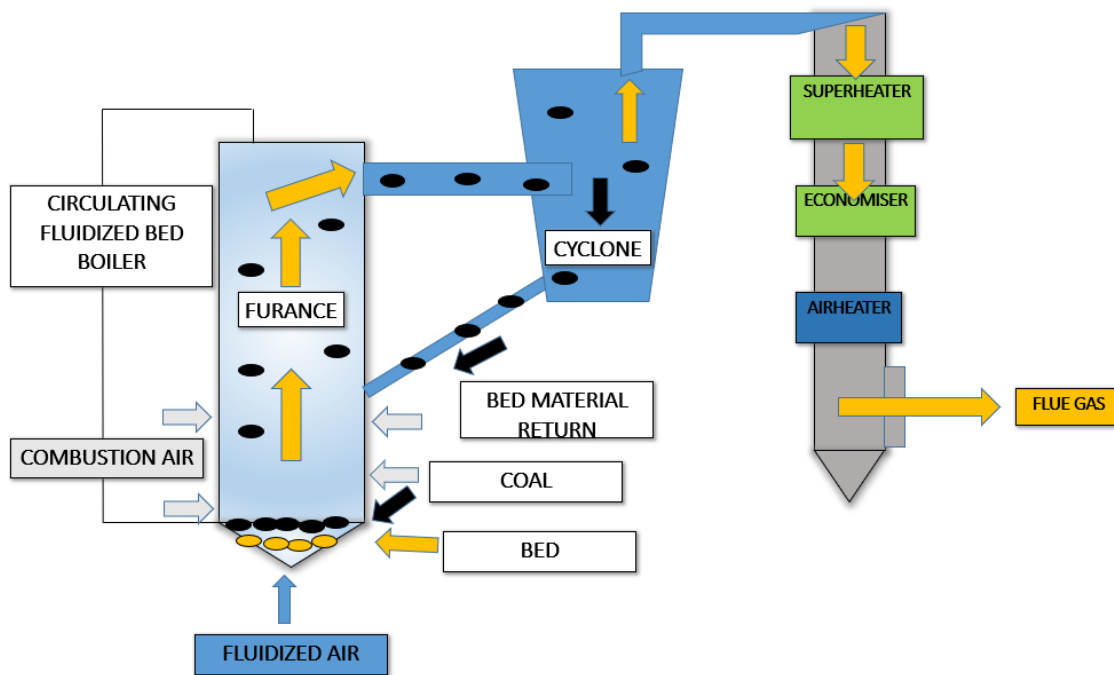 SUPERHEATER
CIRCULATING
FLUIDIZED BED
BOILER
ECONOMISER
CYCLONE
FURANCE
AIRHEATER
BED MATERIAL
RETURN
FLUE GAS
COMBUSTION AIR
COAL
BED
FLUIDIZED AIR